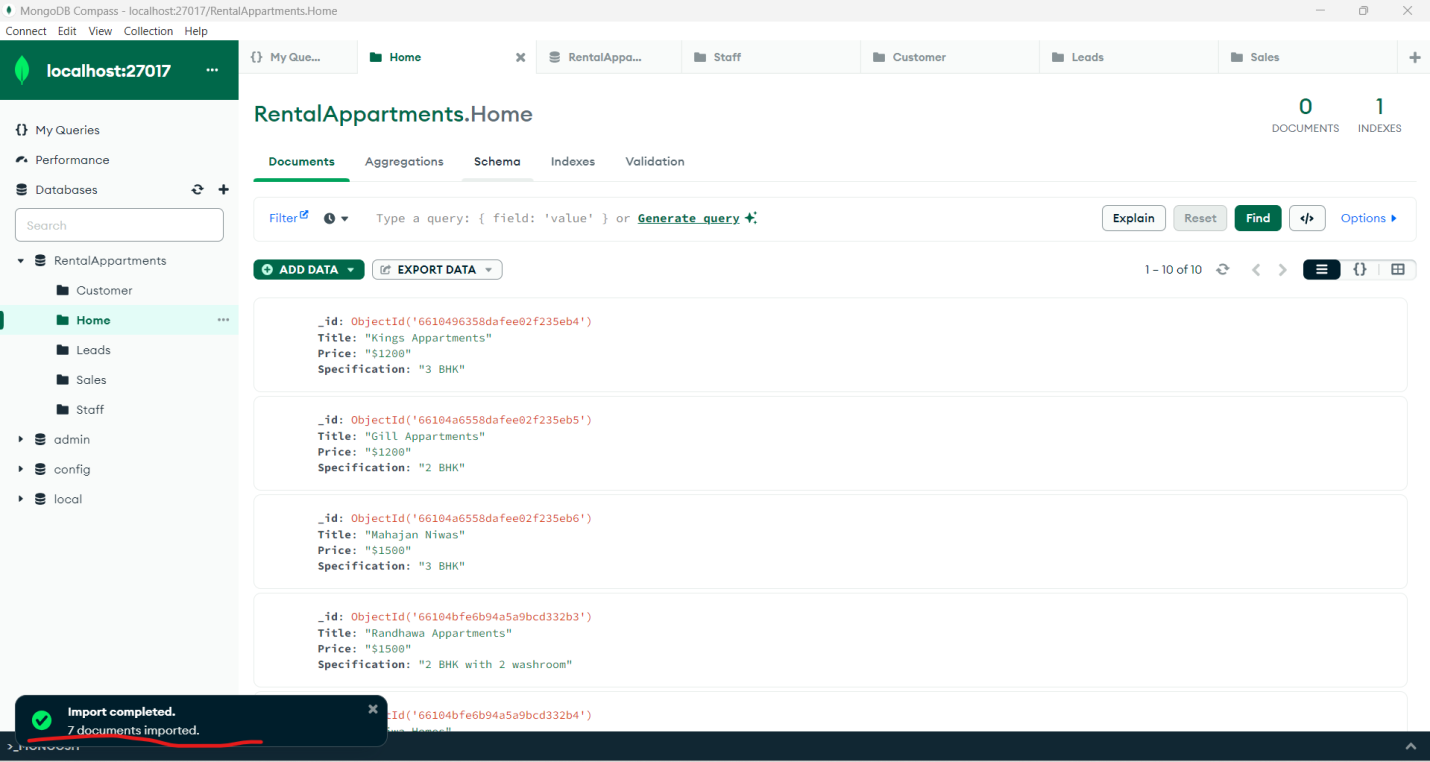 MongoDB Compass - localhost:27017/RentalAppartments.Home
Connect Edit View Collection Help
localhost:27017
{} My Que...
Home
RentalAppa...
Staff
Customer
Leads
Sales
My Queries
Performance
Databases
Search
RentalAppartments
Customer
Home
Leads
Sales
Staff
admin
config
local
RentalAppartments.Home
0
DOCUMENTS
1
INDEXES
Documents Aggregations Schema Indexes Validation
Filter Type a query: { field: 'value' } or Generate query Explain Reset Find </> Options
ADD DATA EXPORT DATA 1 – 10 of 10 {}
_id: ObjectId('6610496358dafee02f235eb4')
Title: "Kings Appartments"
Price: "$1200"
Specification: "3 BHK"
_id: ObjectId('66104a6558dafee02f235eb5')
Title: "Gill Appartments"
Price: "$1200"
Specification: "2 BHK"
_id: ObjectId('66104a6558dafee02f235eb6')
Title: "Mahajan Niwas"
Price: "$1500"
Specification: "3 BHK"
_id: ObjectId('66104bfe6b94a5a9bcd332b3')
Title: "Randhawa Appartments"
Price: "$1500"
Specification: "2 BHK with 2 washroom"
ctId('66104bfe6b94a5a9bcd332b4')
Homes"
Import completed.
7 documents imported.
>_MONGOSH